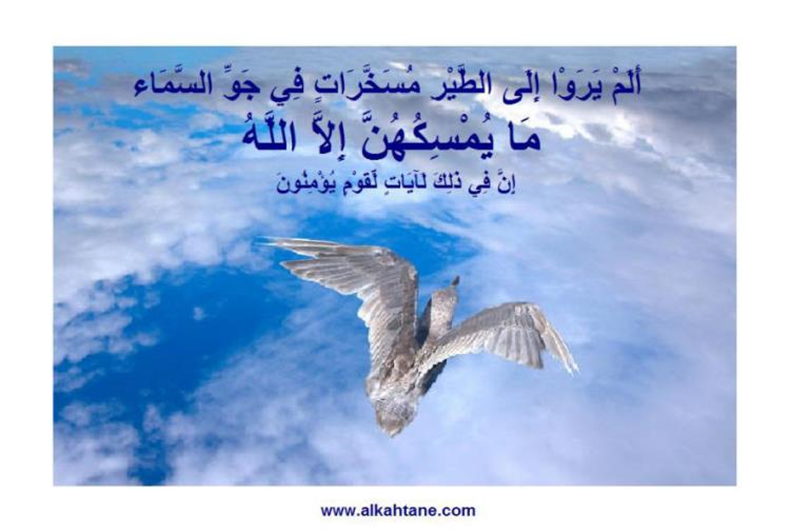 أَلَمْ يَرَوْا إِلَى الطَّيْرِ مُسَخَّرَاتٍ فِي جَوِّ السَّمَاء
مَا يُمْسِكُهُنَّ إِلاَّ اللَّهُ
إِنَّ فِي ذَلِكَ لَآيَاتٍ لِّقَوْمٍ يُؤْمِنُونَ
www.alkahtane.com